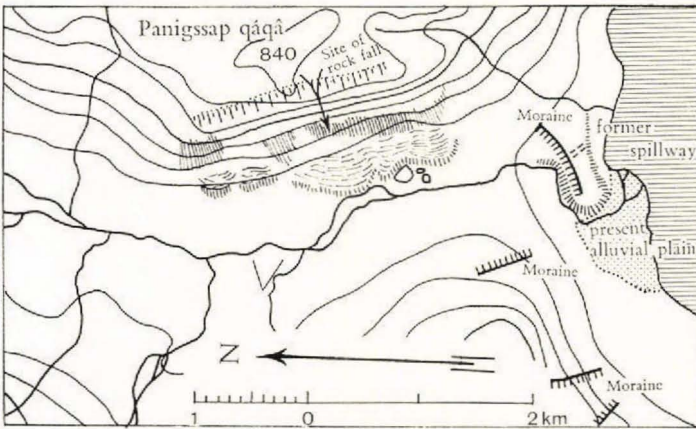 Panigssap qáqâ
840
Site of
rock fall
Moraine
former
spillway
present
alluvial plain
Moraine
Moraine
N
1 0 2 km